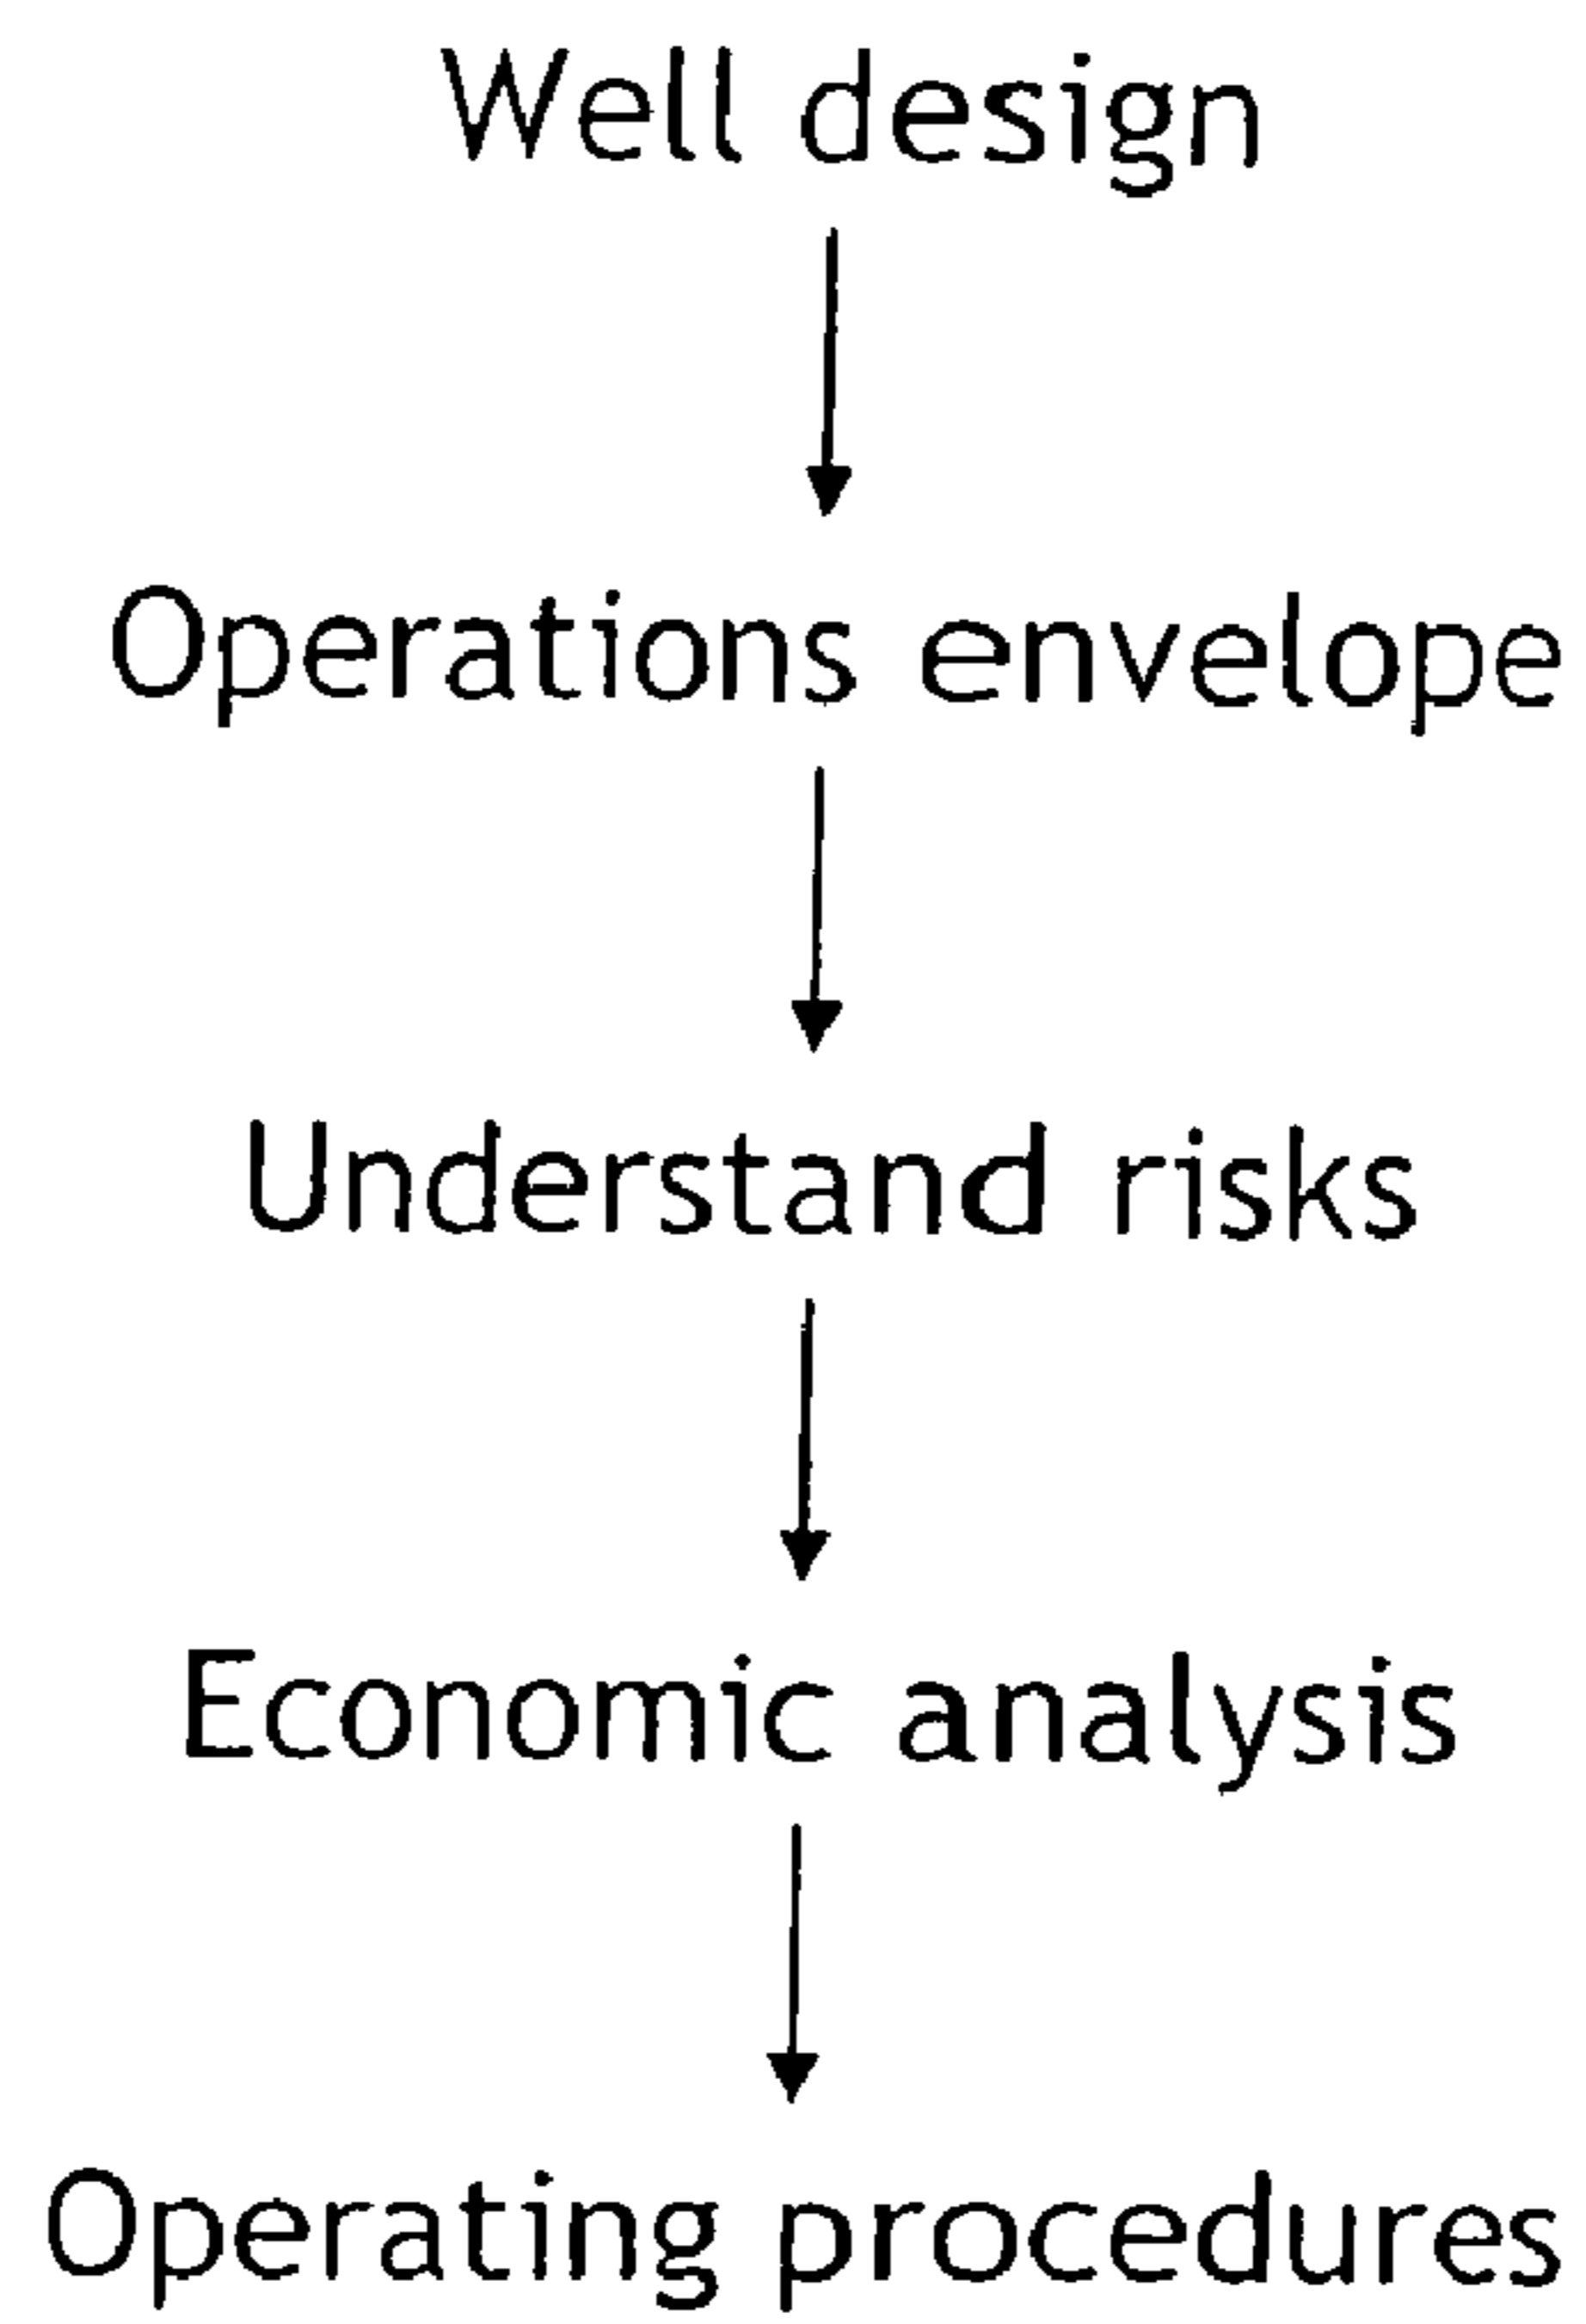 Well design
Operations envelope
Understand risks
Economic analysis
Operating procedures